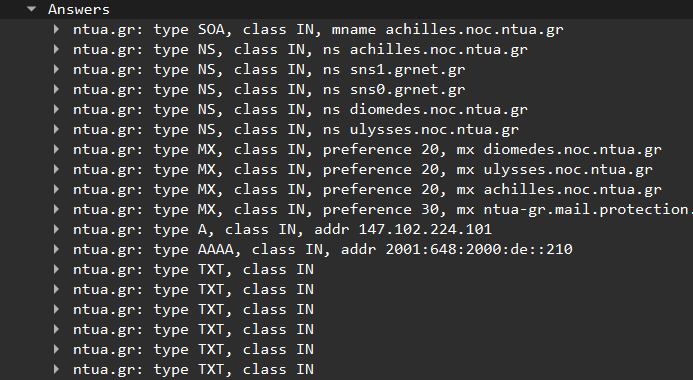 Answers
ntua.gr: type SOA, class IN, mname achilles.noc.ntua.gr
ntua.gr: type NS, class IN, ns achilles.noc.ntua.gr
ntua.gr: type NS, class IN, ns sns1.grnet.gr
ntua.gr: type NS, class IN, ns sns0.grnet.gr
ntua.gr: type NS, class IN, ns diomedes.noc.ntua.gr
ntua.gr: type NS, class IN, ns ulysses.noc.ntua.gr
ntua.gr: type MX, class IN, preference 20, mx diomedes.noc.ntua.gr
ntua.gr: type MX, class IN, preference 20, mx ulysses.noc.ntua.gr
ntua.gr: type MX, class IN, preference 20, mx achilles.noc.ntua.gr
ntua.gr: type MX, class IN, preference 30, mx ntua-gr.mail.protection.
ntua.gr: type A, class IN, addr 147.102.224.101
ntua.gr: type AAAA, class IN, addr 2001:648:2000:de::210
ntua.gr: type TXT, class IN
ntua.gr: type TXT, class IN
ntua.gr: type TXT, class IN
ntua.gr: type TXT, class IN
ntua.gr: type TXT, class IN
ntua.gr: type TXT, class IN